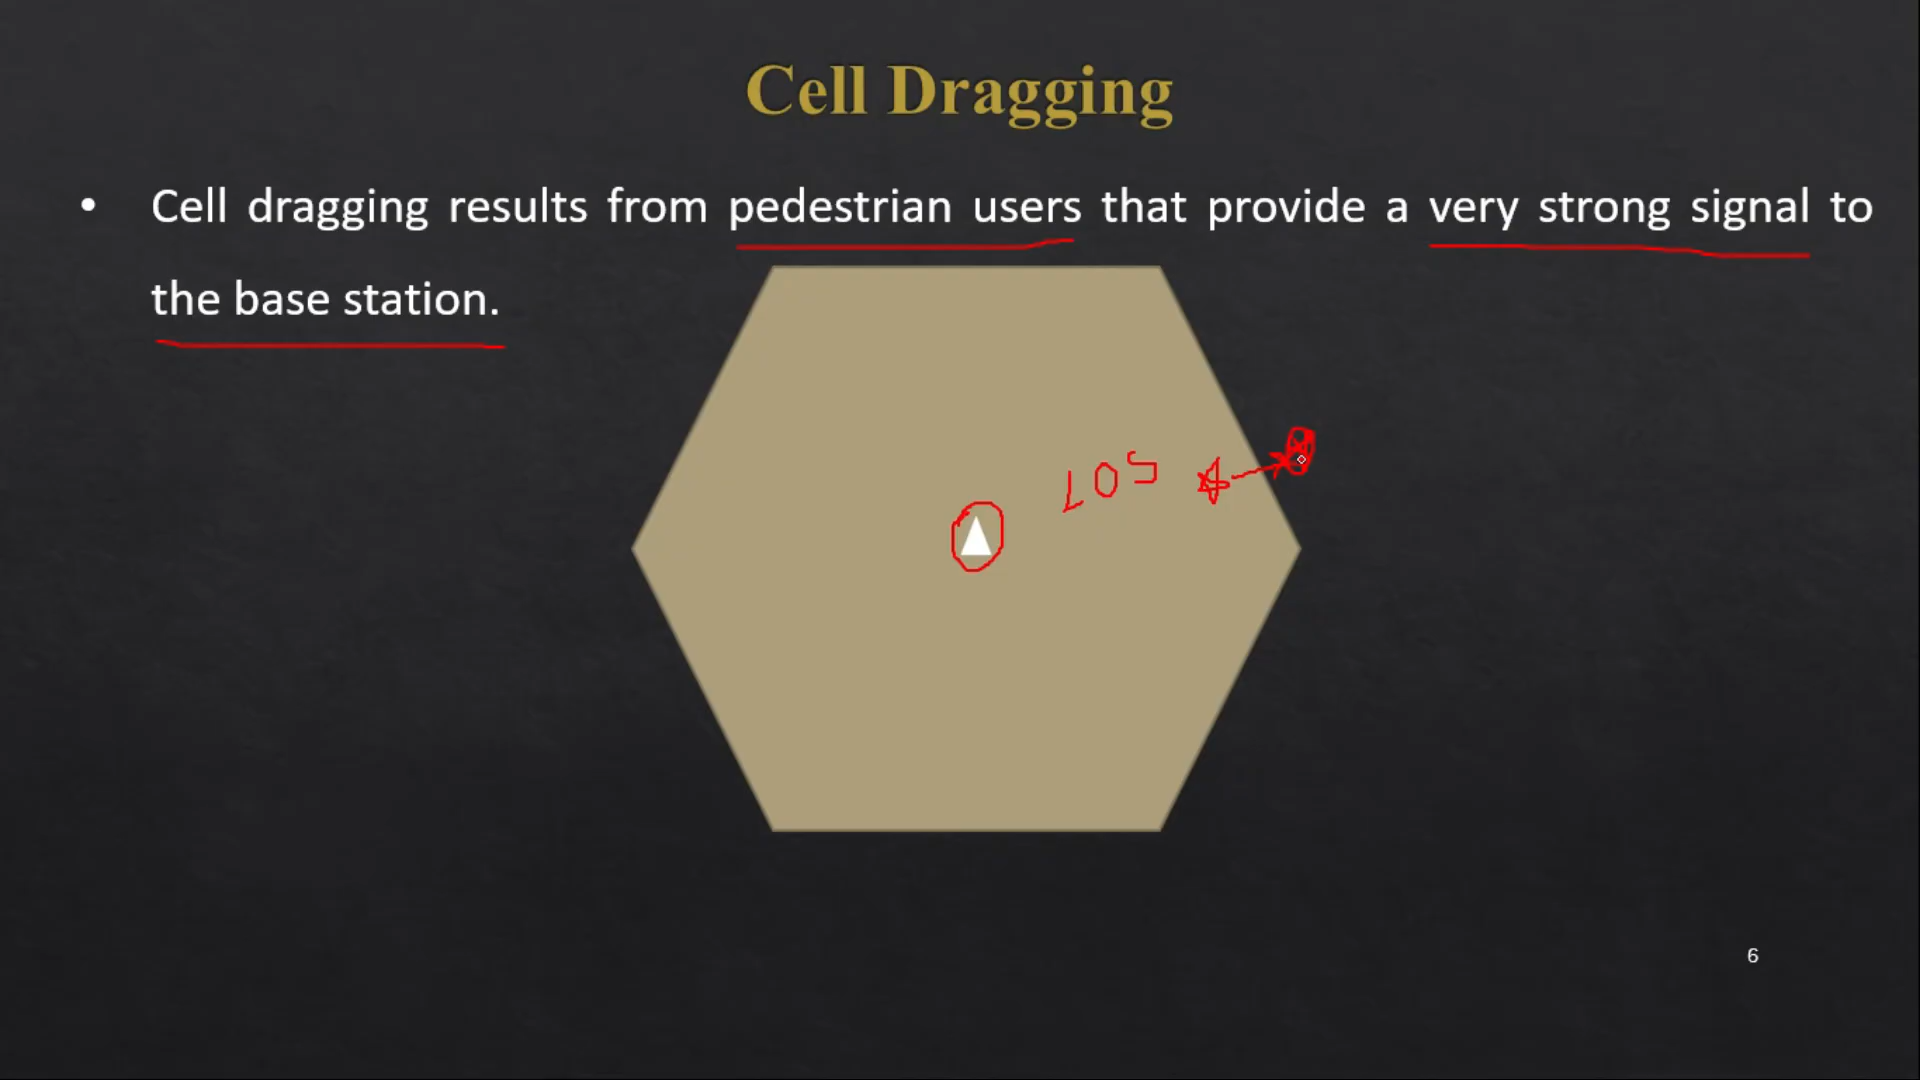 Cell Dragging
• Cell dragging results from pedestrian users that provide a very strong signal to
the base station.
LOS
6